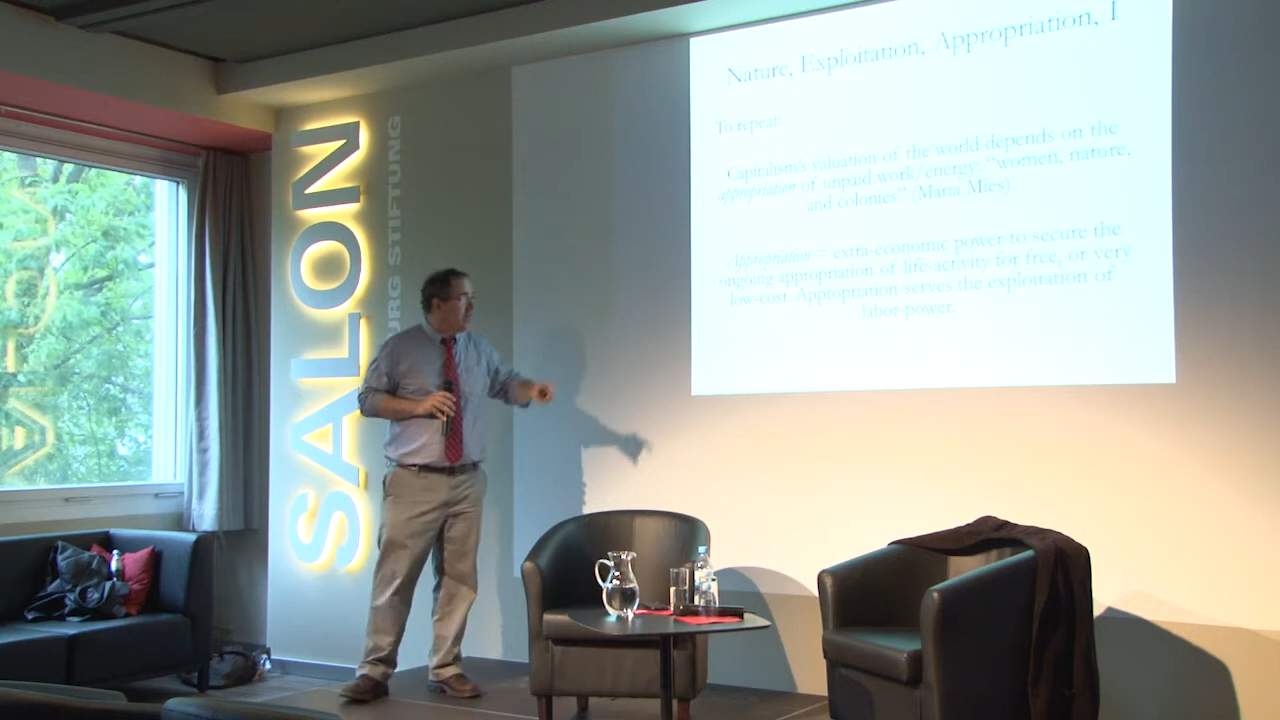 SALON
URG STIFTUNG
Nature, Exploitation, Appropriation, I
To repeat:
Capitalism's valuation of the world depends on the
appropriation of unpaid work/energy: "women, nature,
and colonies" (Maria Mies).
Appropriation = extra-economic power to secure the
ongoing appropriation of life-activity for free, or very
low-cost. Appropriation serves the exploitation of
labor-power.